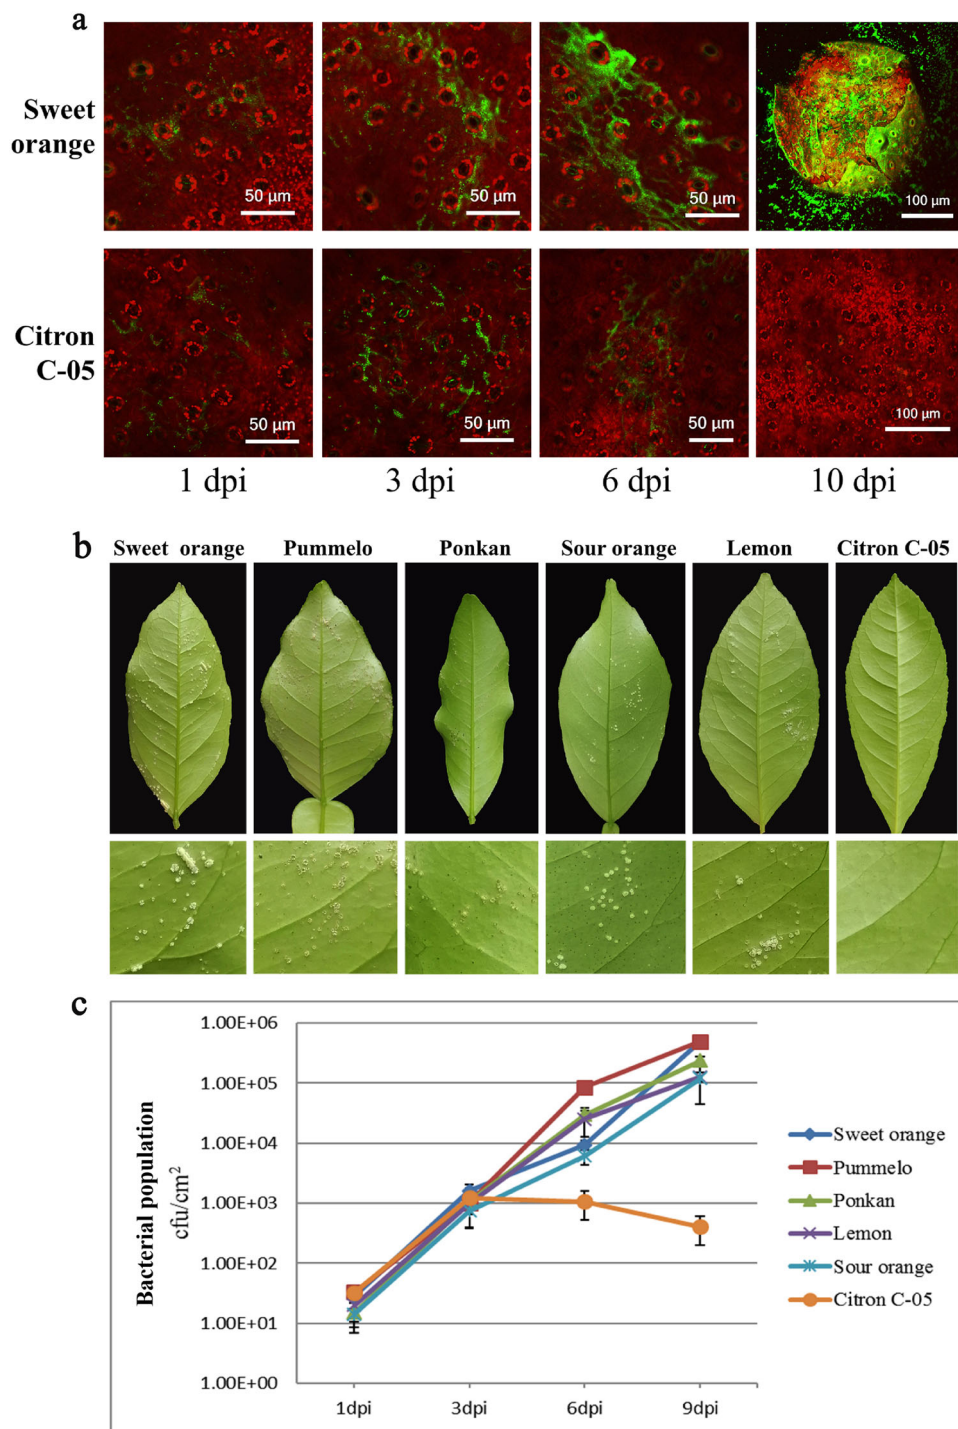 a
Sweet
orange
50 µm
50 µm
50 µm
100 µm
Citron
C-05
50 µm
50 µm
50 µm
100 µm
1 dpi
3 dpi
6 dpi
10 dpi
b
Sweet orange
Pummelo
Ponkan
Sour orange
Lemon
Citron C-05
c
Bacterial population
cfu/cm²
1.00E+06
1.00E+05
1.00E+04
1.00E+03
1.00E+02
1.00E+01
1.00E+00
1dpi
3dpi
6dpi
9dpi
Sweet orange
Pummelo
Ponkan
Lemon
Sour orange
Citron C-05